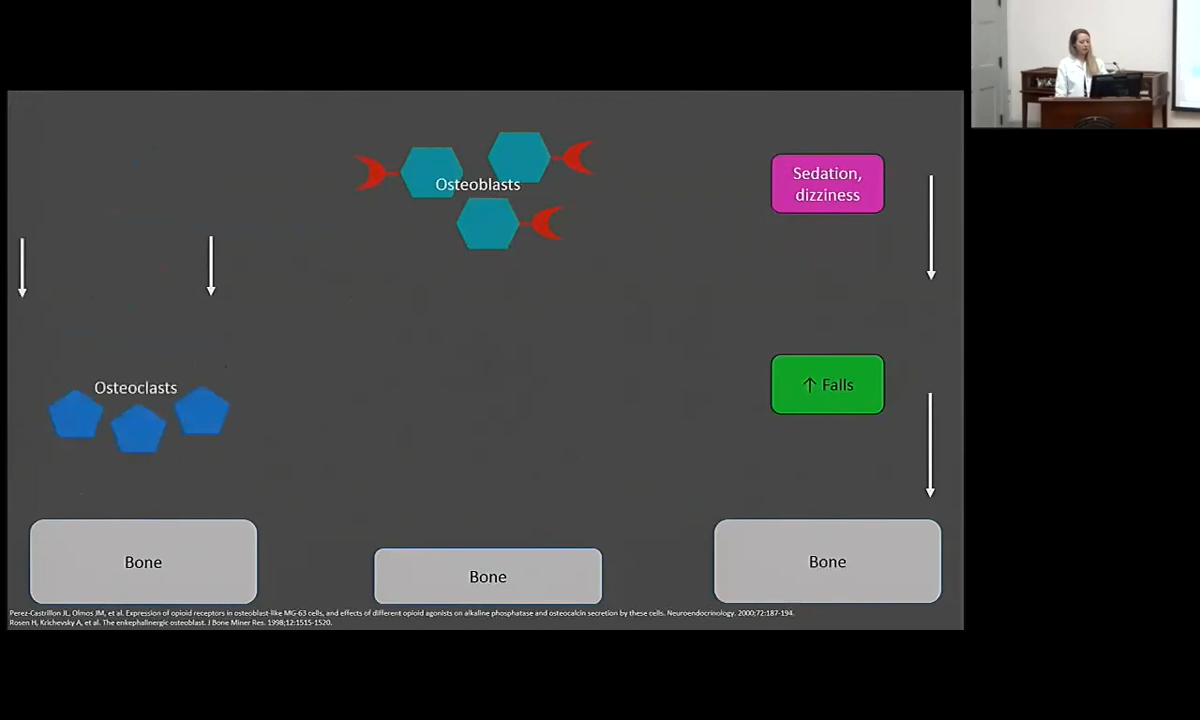 Osteoblasts
Sedation,
dizziness
Osteoclasts
↑ Falls
Bone
Bone
Bone
Perez-Castrillon JL, Olmos JM, et al. Expression of opioid receptors in osteoblast-like MG-63 cells, and effects of different opioid agonists on alkaline phosphatase and osteocalcin secretion by these cells. Neuroendocrinology. 2000;72:187-194.
Rosen H, Krichevsky A, et al. The enkephalinergic osteoblast. J Bone Miner Res. 1998;12:1515-1520.